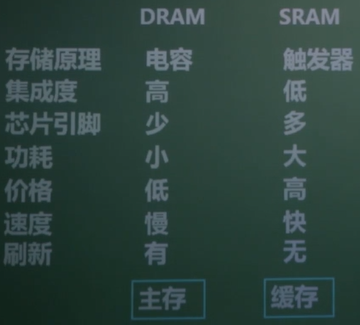 DRAM SRAM
存储原理 电容 触发器
集成度 高 低
芯片引脚 少 多
功耗 小 大
价格 低 高
速度 慢 快
刷新 有 无
主存 缓存